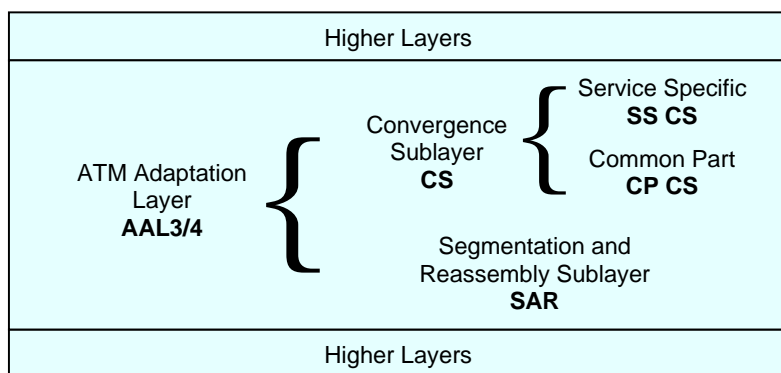 Higher Layers
ATM Adaptation
Layer
AAL3/4
Convergence
Sublayer
CS
Service Specific
SS CS
Common Part
CP CS
Segmentation and
Reassembly Sublayer
SAR
Higher Layers